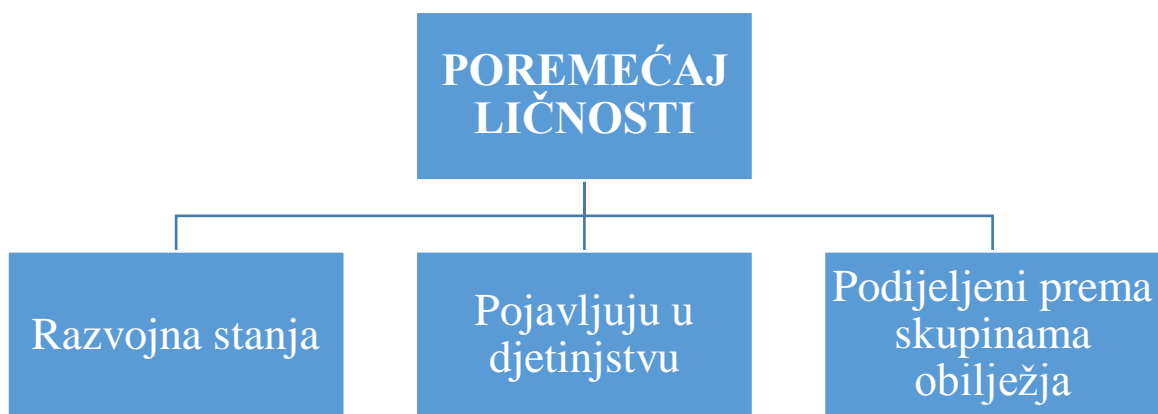 POREMEĆAJ
LIČNOSTI
Razvojna stanja
Pojavljuju u
djetinjstvu
Podijeljeni prema
skupinama
obilježja